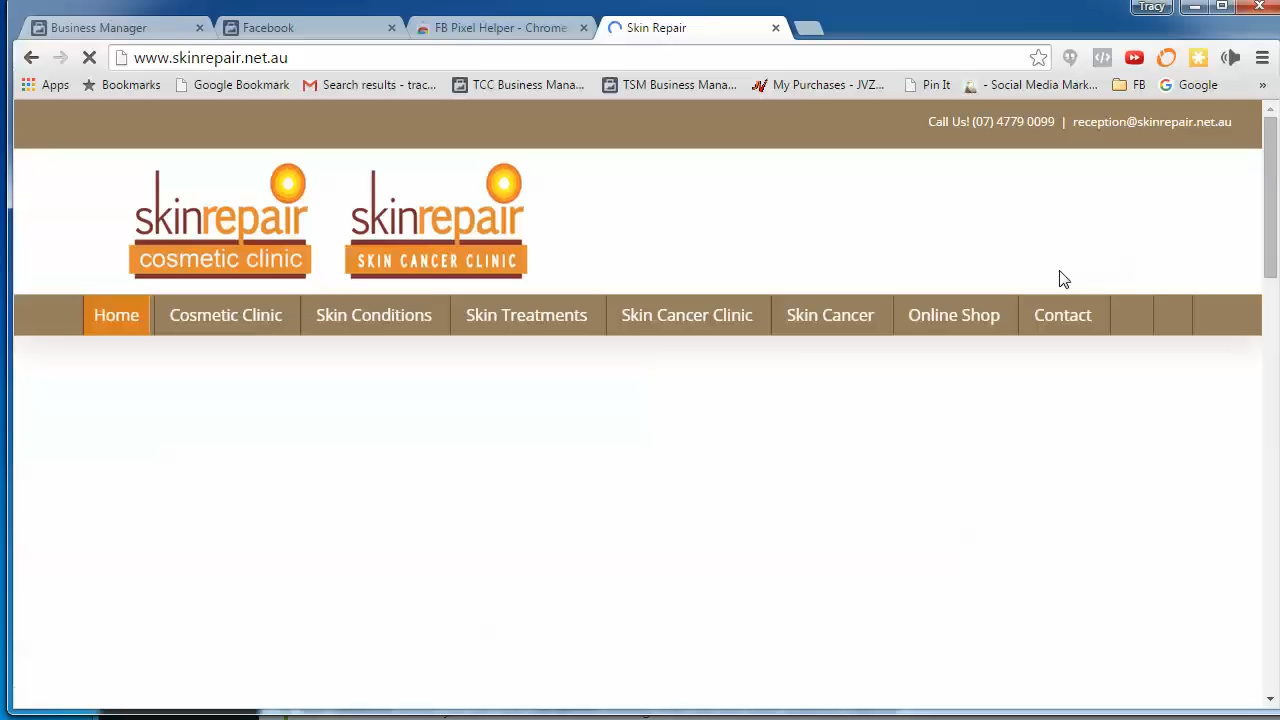 Tracy
Business Manager
Facebook
FB Pixel Helper - Chrome
Skin Repair
www.skinrepair.net.au
Apps
Bookmarks
Google Bookmark
Search results - trac...
TCC Business Mana...
TSM Business Mana...
My Purchases - JVZ...
Pin It
- Social Media Mark...
FB
Google
»
Call Us! (07) 4779 0099 | reception@skinrepair.net.au
skinrepair
cosmetic clinic
skinrepair
SKIN CANCER CLINIC
Home
Cosmetic Clinic
Skin Conditions
Skin Treatments
Skin Cancer Clinic
Skin Cancer
Online Shop
Contact